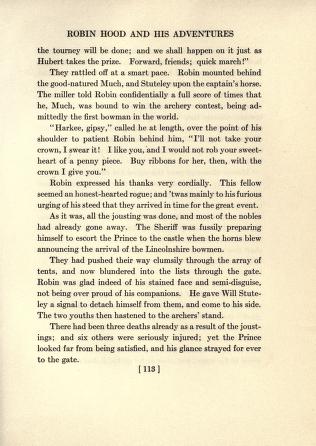 ROBIN HOOD AND HIS ADVENTURES
the tourney will be done; and we shall happen on it just as
Hubert takes the prize. Forward, friends; quick march!"
They rattled off at a smart pace. Robin mounted behind
the good-natured Much, and Stuteley upon the captain's horse.
The miller told Robin confidentially a full score of times that
he, Much, was bound to win the archery contest, being ad-
mittedly the first bowman in the world.
"Harkee, gipsy," called he at length, over the point of his
shoulder to patient Robin behind him, "I'll not take your
crown, I swear it! I like you, and I would not rob your sweet-
heart of a penny piece. Buy ribbons for her, then, with the
crown I give you."
Robin expressed his thanks very cordially. This fellow
seemed an honest-hearted rogue; and 'twas mainly to his furious
urging of his steed that they arrived in time for the great event.
As it was, all the jousting was done, and most of the nobles
had already gone away. The Sheriff was fussily preparing
himself to escort the Prince to the castle when the horns blew
announcing the arrival of the Lincolnshire bowmen.
They had pushed their way clumsily through the array of
tents, and now blundered into the lists through the gate.
Robin was glad indeed of his stained face and semi-disguise,
not being over proud of his companions. He gave Will Stute-
ley a signal to detach himself from them, and come to his side.
The two youths then hastened to the archers' stand.
There had been three deaths already as a result of the joust-
ings; and six others were seriously injured; yet the Prince
looked far from being satisfied, and his glance strayed for ever
to the gate.
[ 113 ]